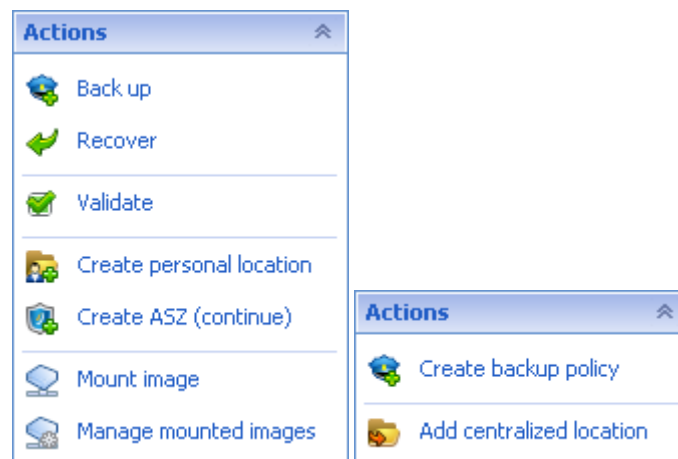 Actions
Back up
Recover
Validate
Create personal location
Create ASZ (continue)
Mount image
Manage mounted images
Actions
Create backup policy
Add centralized location